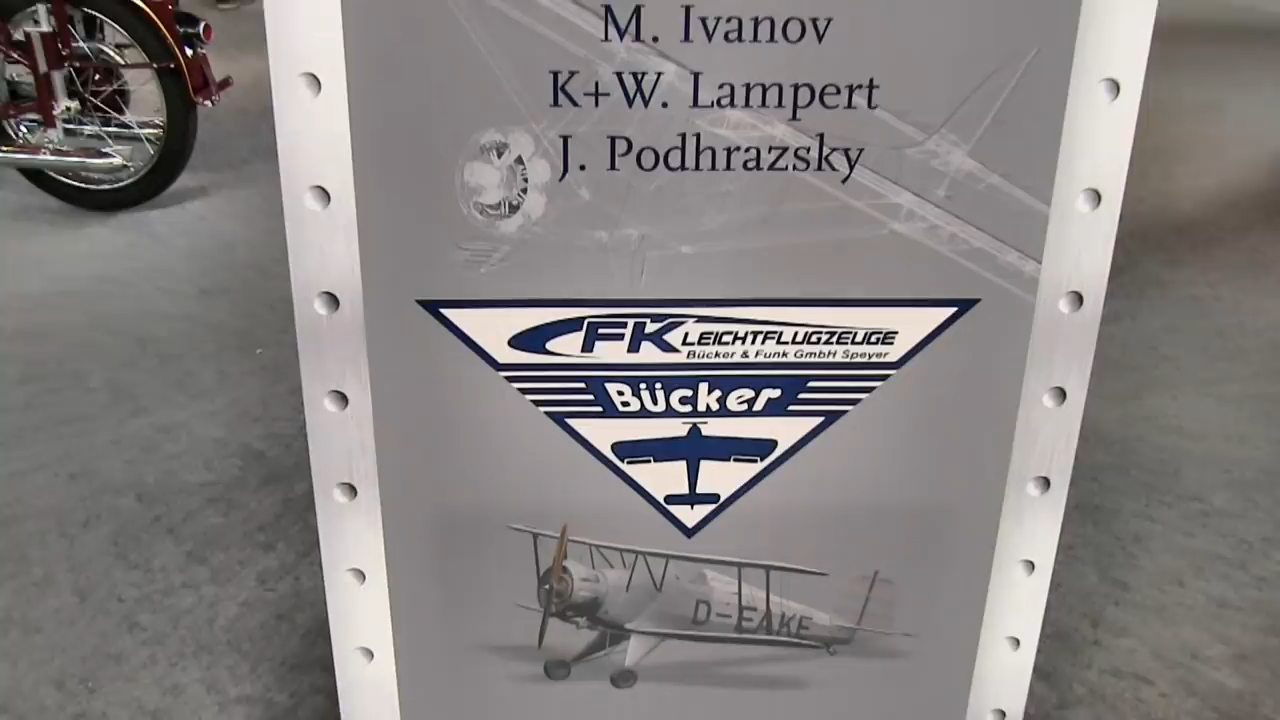 M. Ivanov
K+W. Lampert
J. Podhrazsky
FK LEICHTFLUGZEUGE
Bücker & Funk GmbH Speyer
Bücker
D-EAKE